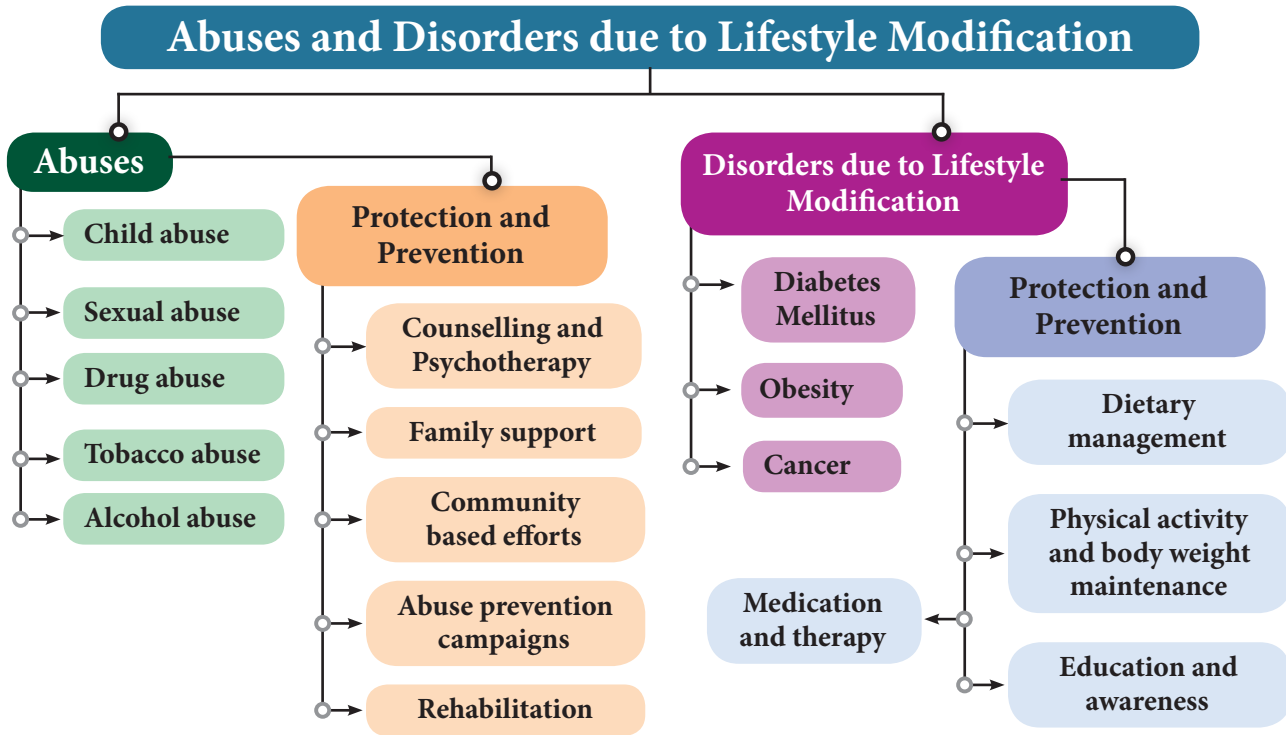 Abuses and Disorders due to Lifestyle Modification
Abuses
Child abuse
Sexual abuse
Drug abuse
Tobacco abuse
Alcohol abuse
Protection and
Prevention
Counselling and
Psychotherapy
Family support
Community
based efforts
Abuse prevention
campaigns
Rehabilitation
Disorders due to Lifestyle
Modification
Diabetes
Mellitus
Obesity
Cancer
Protection and
Prevention
Dietary
management
Physical activity
and body weight
maintenance
Medication
and therapy
Education and
awareness